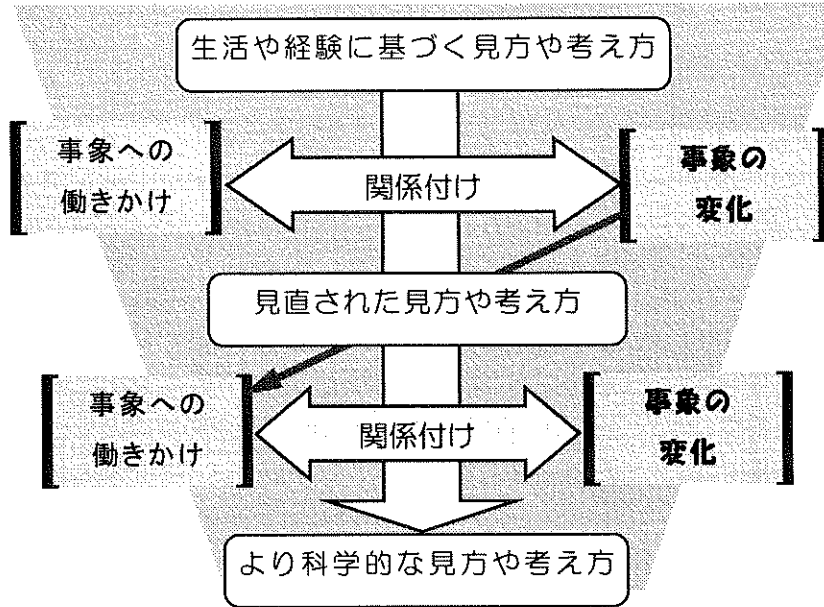 生活や経験に基づく見方や考え方
事象への
働きかけ
関係付け
事象の
変化
見直された見方や考え方
事象への
働きかけ
関係付け
事象の
変化
より科学的な見方や考え方